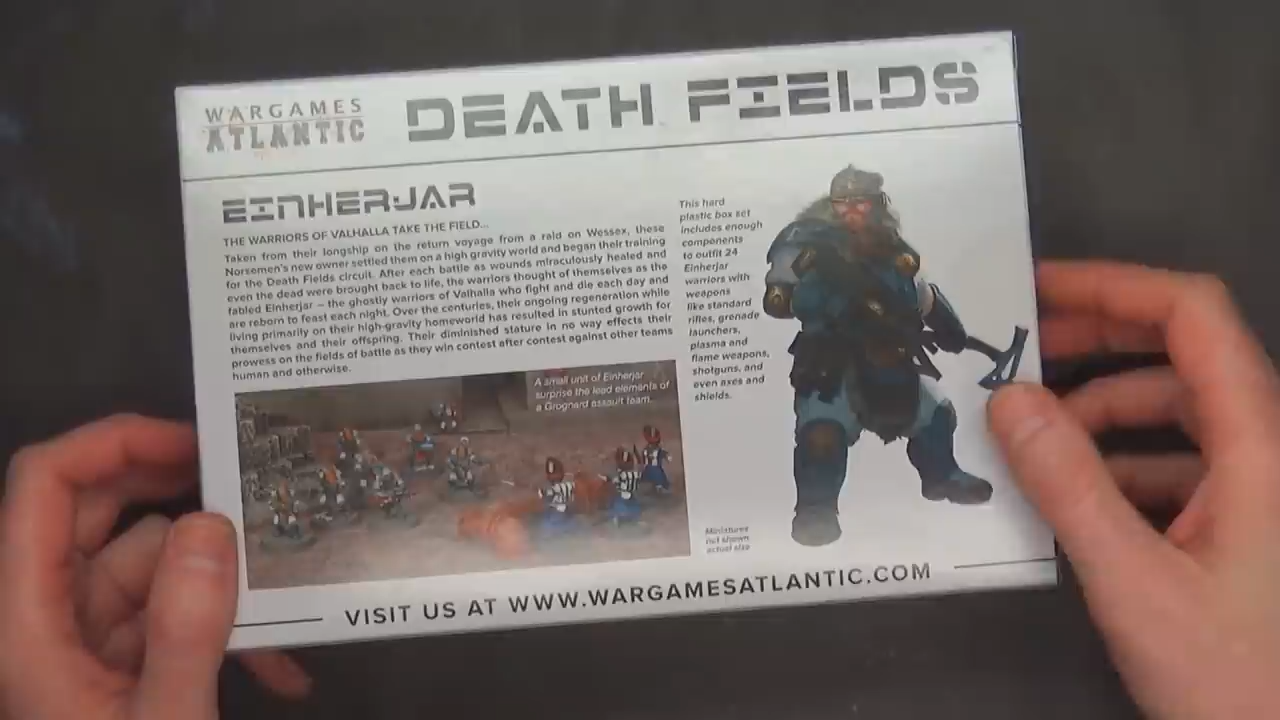 WARGAMES
ATLANTIC
DEATH FIELDS
EINHERJAR
THE WARRIORS OF VALHALLA TAKE THE FIELD...
Taken from their longship on the return voyage from a raid on Wessex, these
Norsemen's new owner settled them on a high gravity world and began their training
for the Death Fields circuit. After each battle as wounds miraculously healed and
even the dead were brought back to life, the warriors thought of themselves as the
fabled Einherjar – the ghostly warriors of Valhalla who fight and die each day and
are reborn to feast each night. Over the centuries, their ongoing regeneration while
living primarily on their high-gravity homeworld has resulted in stunted growth for
themselves and their offspring. Their diminished stature in no way effects their
prowess on the fields of battle as they win contest after contest against other teams
human and otherwise.
A small unit of Einherjar
surprise the lead elements of
a Grognard assault team.
This hard
plastic box set
includes enough
components
to outfit 24
Einherjar
warriors with
weapons
like standard
rifles, grenade
launchers,
plasma and
flame weapons,
shotguns, and
even axes and
shields.
Miniatures
not shown
actual size
VISIT US AT WWW.WARGAMESATLANTIC.COM